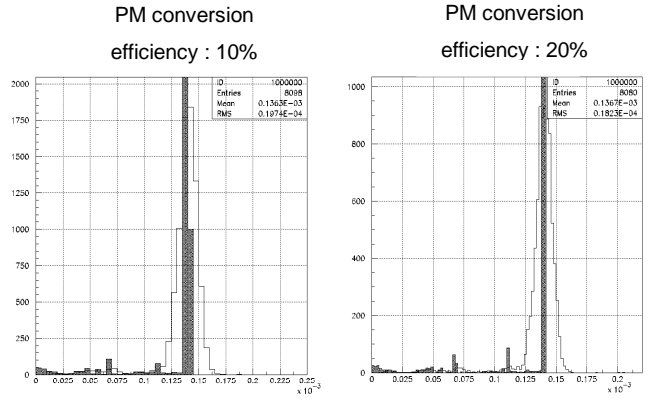 PM conversion
efficiency : 10%
2000
1750
1500
1250
1000
750
500
250
0
0
0.025
0.05
0.075
0.1
0.125
0.15
0.175
0.2
0.225
0.25
x 10⁻³
ID 1000000
Entries 8098
Mean 0.1363E-03
RMS 0.1974E-04
PM conversion
efficiency : 20%
1000
800
600
400
200
0
0
0.025
0.05
0.075
0.1
0.125
0.15
0.175
0.2
x 10⁻³
ID 1000000
Entries 8080
Mean 0.1367E-03
RMS 0.1823E-04